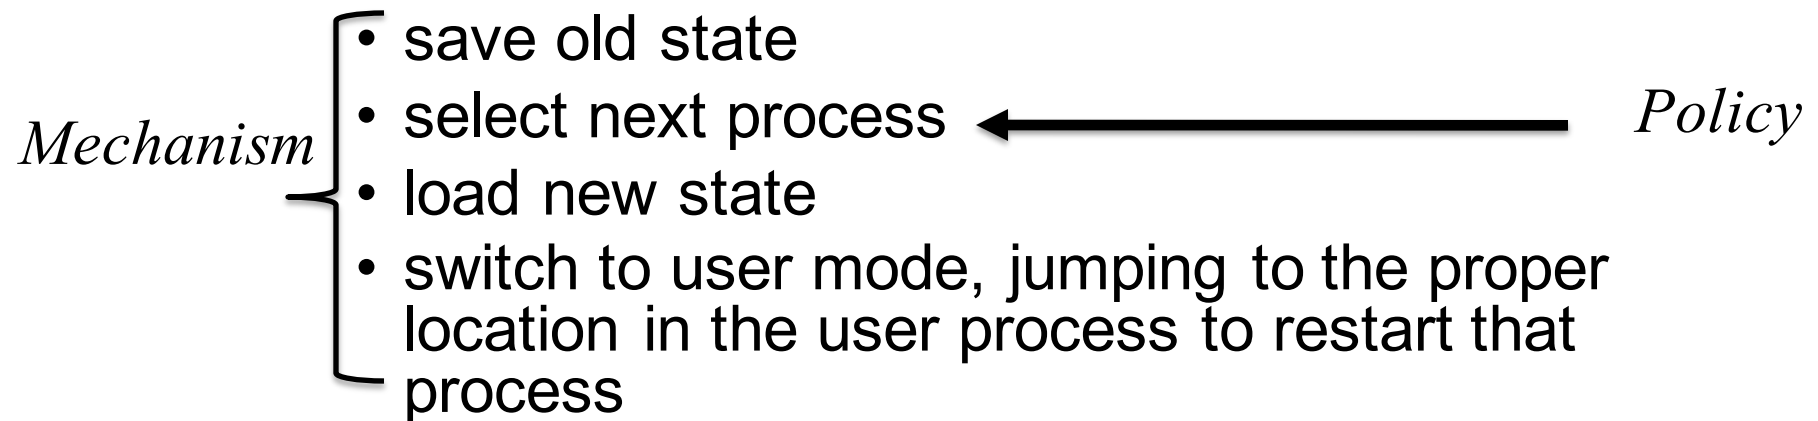 • save old state
• select next process
Policy
Mechanism
• load new state
• switch to user mode, jumping to the proper
location in the user process to restart that
process